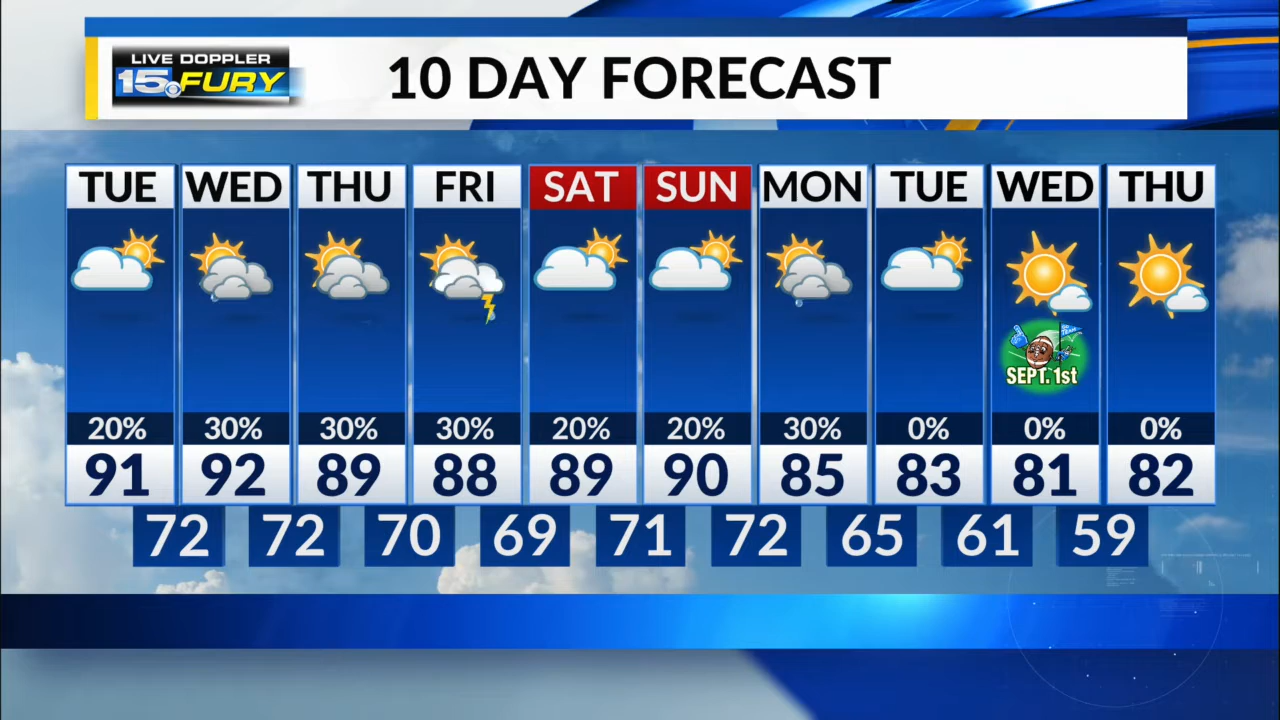 LIVE DOPPLER
15 FURY
10 DAY FORECAST
TUE WED THU FRI SAT SUN MON TUE WED THU
SEPT. 1st
20% 30% 30% 30% 20% 20% 30% 0% 0% 0%
91 92 89 88 89 90 85 83 81 82
72 72 70 69 71 72 65 61 59